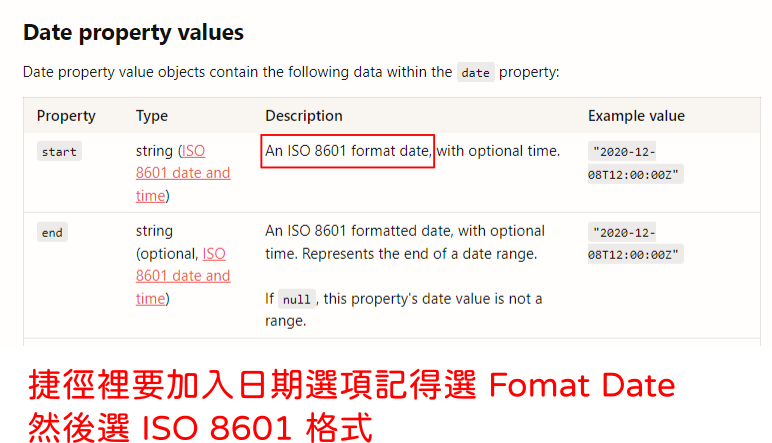 Date property values
Date property value objects contain the following data within the date property:
Property Type Description Example value
start string (ISO An ISO 8601 format date, with optional time. "2020-12-
8601 date and 08T12:00:00Z"
time)
end string An ISO 8601 formatted date, with optional "2020-12-
(optional, ISO time. Represents the end of a date range. 08T12:00:00Z"
8601 date and
time) If null, this property's date value is not a
range.
捷徑裡要加入日期選項記得選 Fomat Date
然後選 ISO 8601 格式